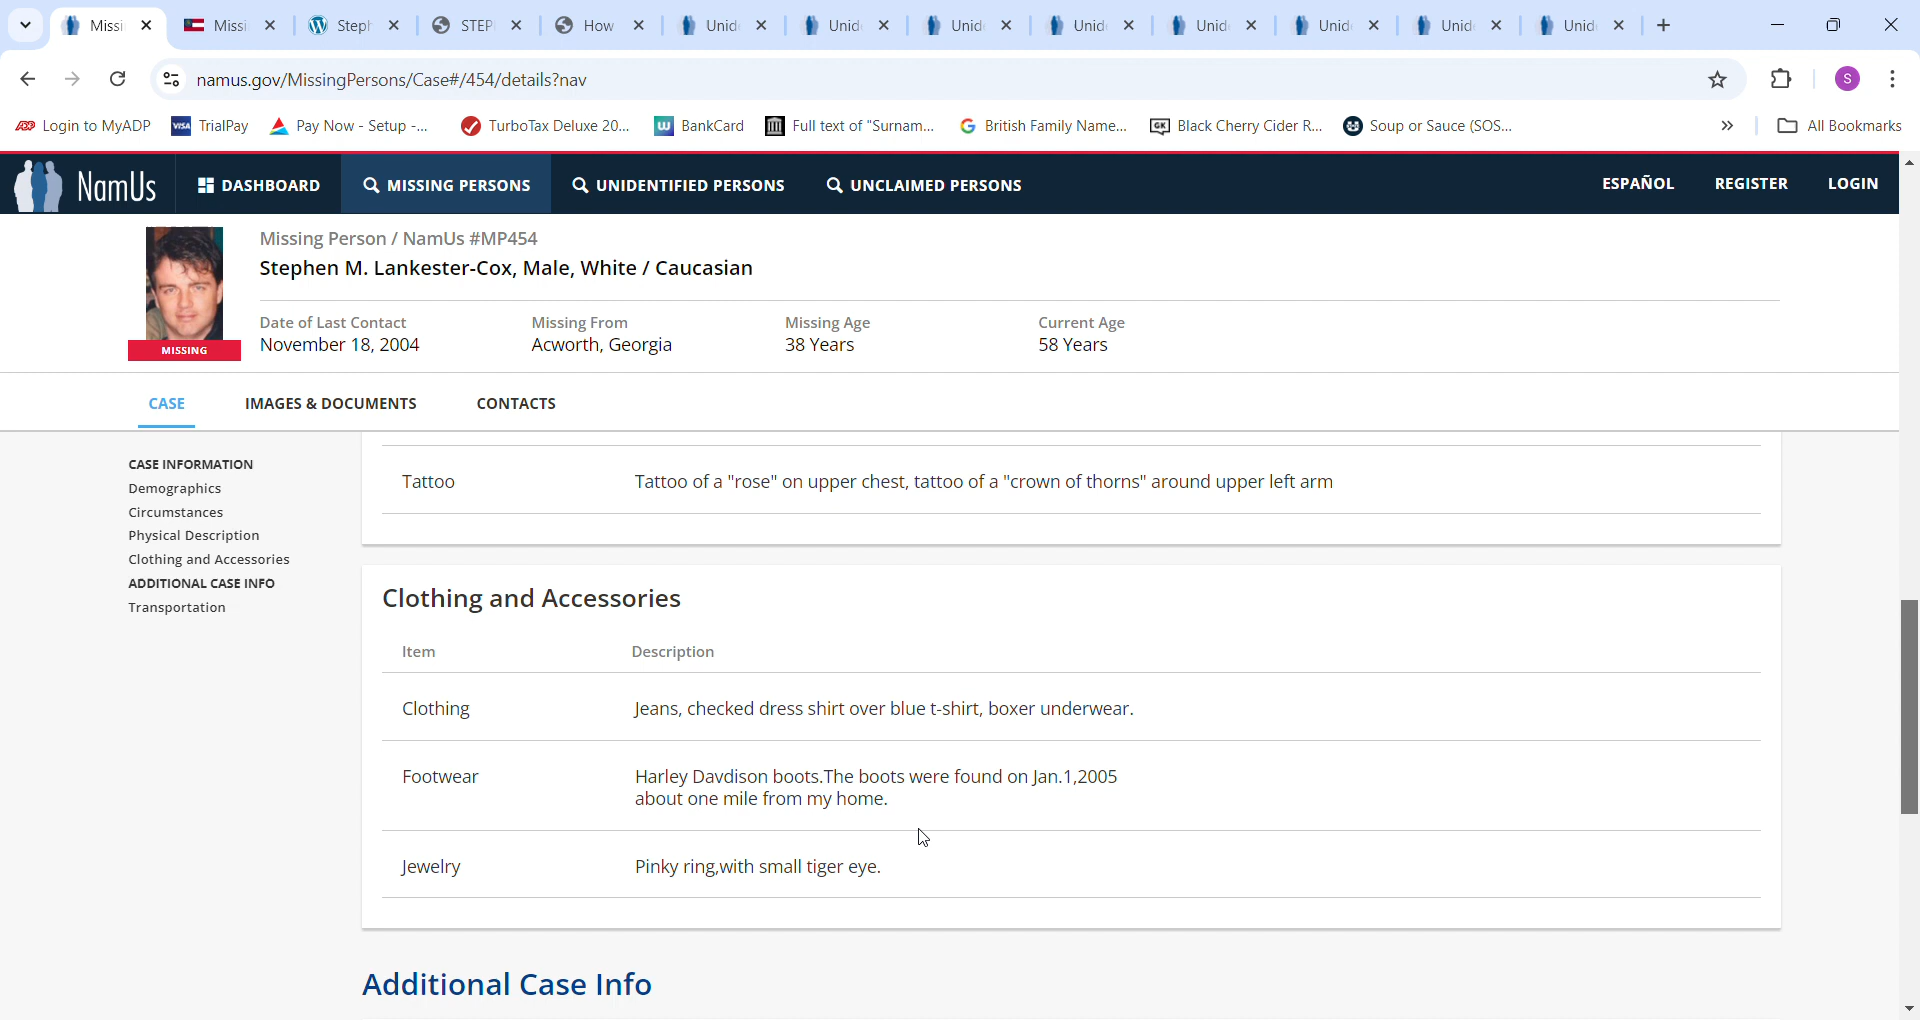 Missi
Missi
Steph
STEP
How
Unid
Unid
Unid
Unid
Unid
Unid
Unid
Unid
namus.gov/MissingPersons/Case#/454/details?nav
S
Login to MyADP
VISA TrialPay
Pay Now - Setup -...
TurboTax Deluxe 20...
BankCard
Full text of "Surnam...
British Family Name...
GK Black Cherry Cider R...
Soup or Sauce (SOS...
»
All Bookmarks
NamUs
DASHBOARD
MISSING PERSONS
UNIDENTIFIED PERSONS
UNCLAIMED PERSONS
ESPAÑOL
REGISTER
LOGIN
Missing Person / NamUs #MP454
Stephen M. Lankester-Cox, Male, White / Caucasian
MISSING
Date of Last Contact
November 18, 2004
Missing From
Acworth, Georgia
Missing Age
38 Years
Current Age
58 Years
CASE
IMAGES & DOCUMENTS
CONTACTS
CASE INFORMATION
Demographics
Circumstances
Physical Description
Clothing and Accessories
ADDITIONAL CASE INFO
Transportation
Tattoo Tattoo of a "rose" on upper chest, tattoo of a "crown of thorns" around upper left arm
Clothing and Accessories
Item Description
Clothing Jeans, checked dress shirt over blue t-shirt, boxer underwear.
Footwear Harley Davdison boots.The boots were found on Jan.1,2005
about one mile from my home.
Jewelry Pinky ring,with small tiger eye.
Additional Case Info